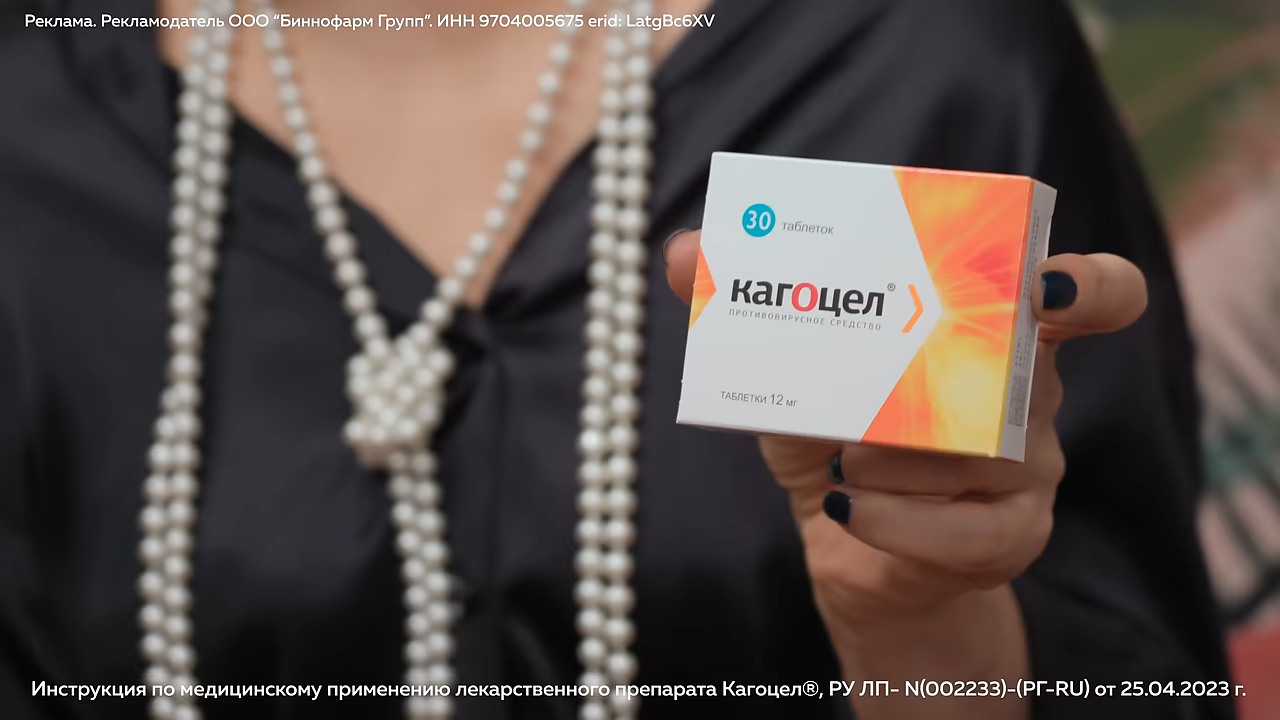 Реклама. Рекламодатель ООО “Биннофарм Групп”. ИНН 9704005675 erid: LatgBc6XV
30 таблеток
кагоцел®
ПРОТИВОВИРУСНОЕ СРЕДСТВО
ТАБЛЕТКИ 12 мг
Инструкция по медицинскому применению лекарственного препарата Кагоцел®, РУ ЛП- N(002233)-(РГ-RU) от 25.04.2023 г.